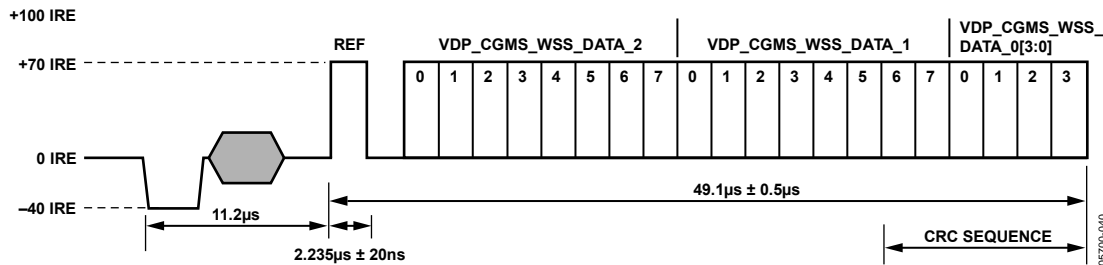 +100 IRE
REF
VDP_CGMS_WSS_DATA_2
VDP_CGMS_WSS_DATA_1
VDP_CGMS_WSS_
DATA_0[3:0]
+70 IRE
0 1 2 3 4 5 6 7 0 1 2 3 4 5 6 7 0 1 2 3
0 IRE
49.1µs ± 0.5µs
–40 IRE
11.2µs
CRC SEQUENCE
2.235µs ± 20ns
05700-040